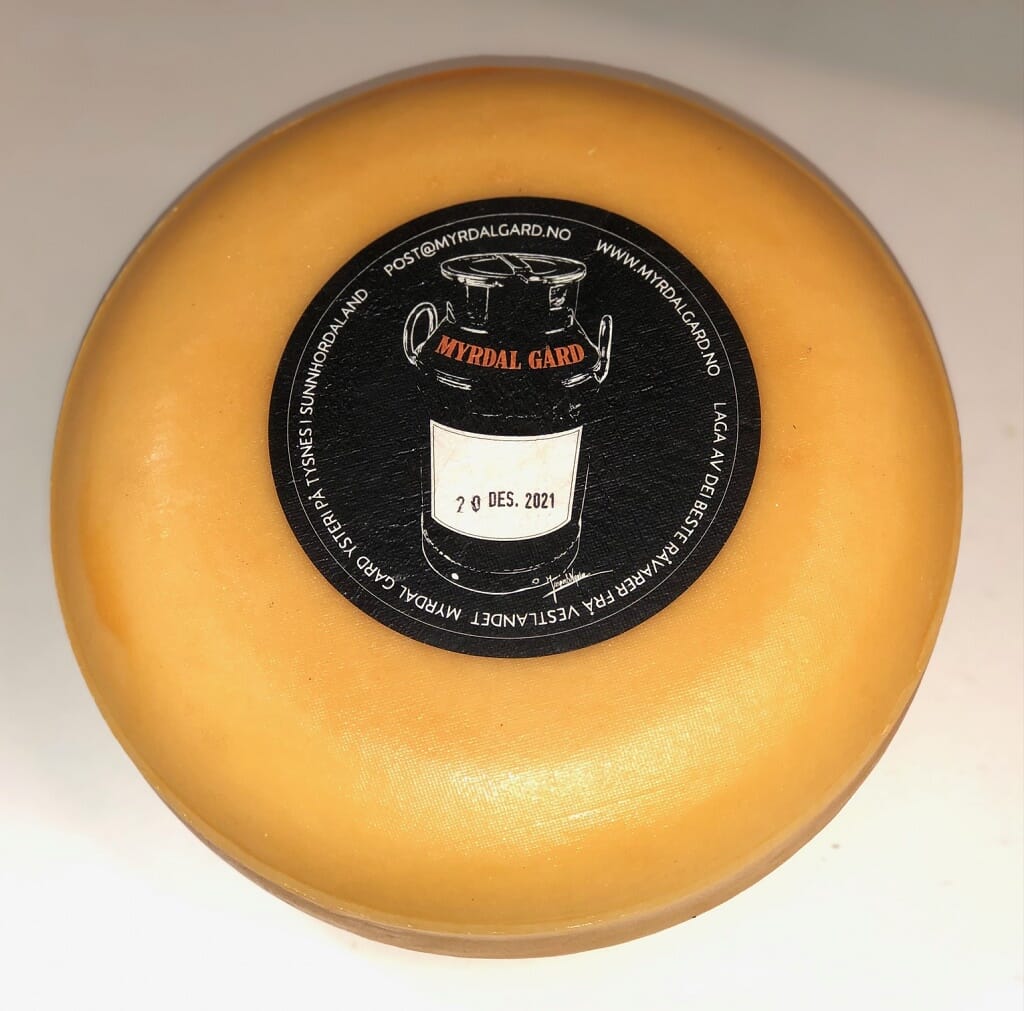 POST@MYRDALGARD.NO
WWW.MYRDALGARD.NO
LAGA AV DEI BESTE RÅVARER FRÅ VESTLANDET
MYRDAL GARD YSTERI PÅ TYSNES I SUNNHORDALAND
MYRDAL GARD
20 DES. 2021